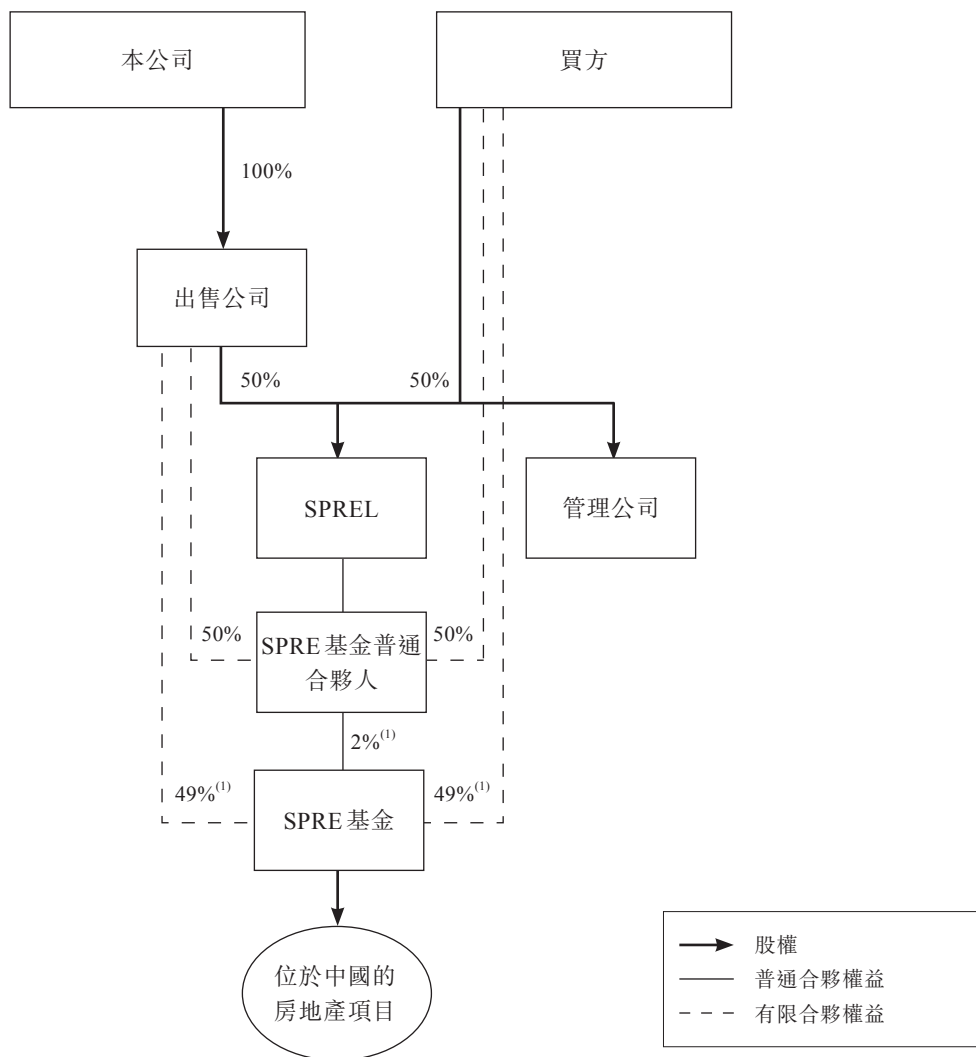 本公司
買方
100%
出售公司
50%
50%
SPREL
管理公司
50%
SPRE基金普通
合夥人
50%
2%(1)
49%(1)
SPRE基金
49%(1)
位於中國的
房地產項目
股權
普通合夥權益
有限合夥權益